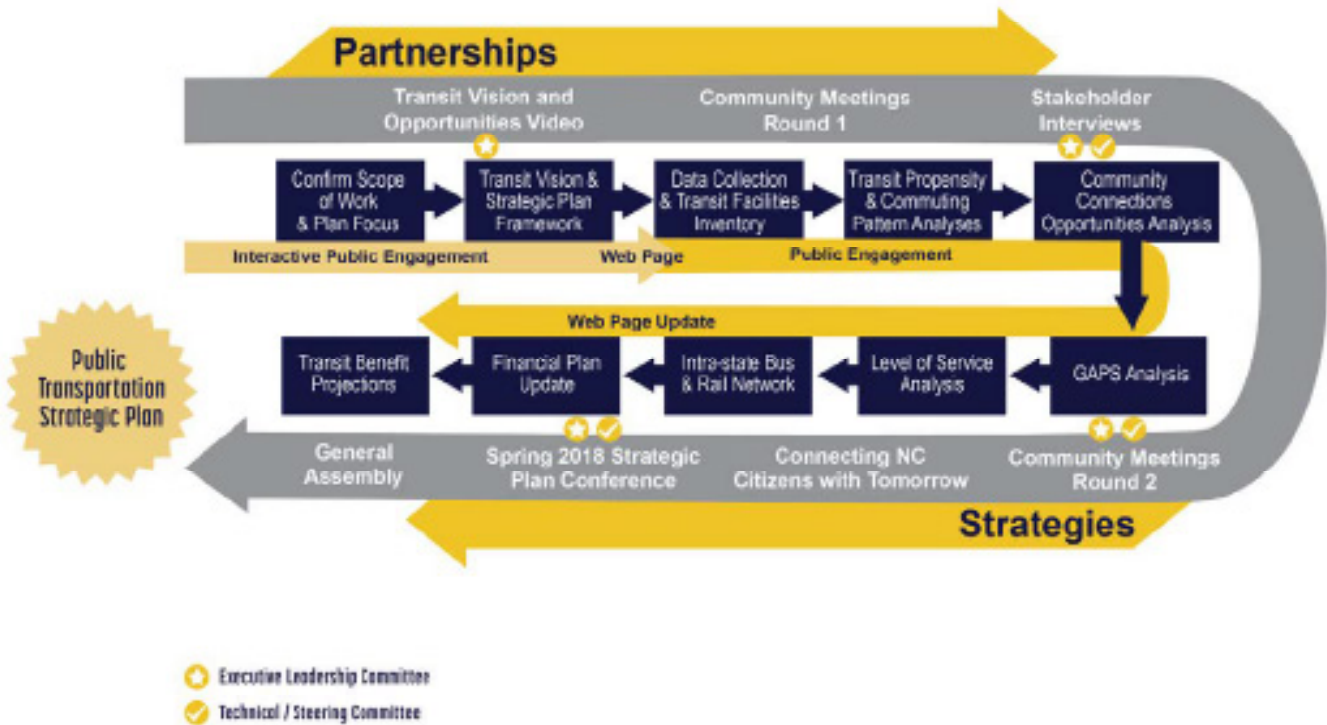 Partnerships
Transit Vision and
Opportunities Video
Community Meetings
Round 1
Stakeholder
Interviews
Confirm Scope
of Work
& Plan Focus
Transit Vision &
Strategic Plan
Framework
Data Collection
& Transit Facilities
Inventory
Transit Propensity
& Commuting
Pattern Analyses
Community
Connections
Opportunities Analysis
Interactive Public Engagement
Web Page
Public Engagement
Web Page Update
Public
Transportation
Strategic Plan
Transit Benefit
Projections
Financial Plan
Update
Intra-state Bus
& Rail Network
Level of Service
Analysis
GAPS Analysis
General
Assembly
Spring 2018 Strategic
Plan Conference
Connecting NC
Citizens with Tomorrow
Community Meetings
Round 2
Strategies
Executive Leadership Committee
Technical / Steering Committee